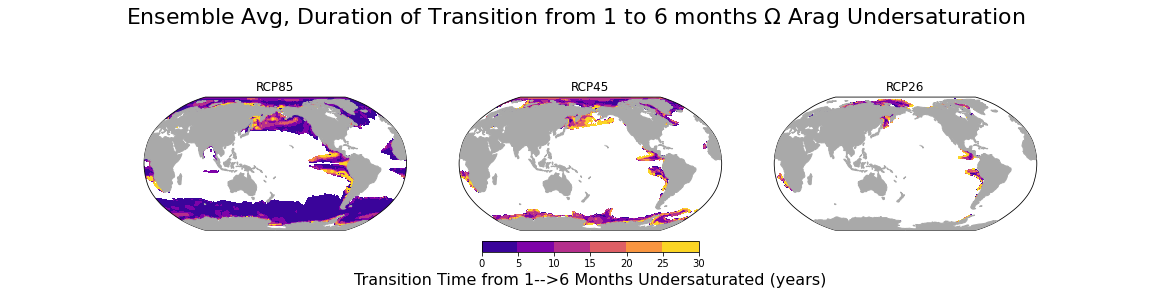 Ensemble Avg, Duration of Transition from 1 to 6 months Ω Arag Undersaturation
RCP85
RCP45
RCP26
0 5 10 15 20 25 30
Transition Time from 1-->6 Months Undersaturated (years)